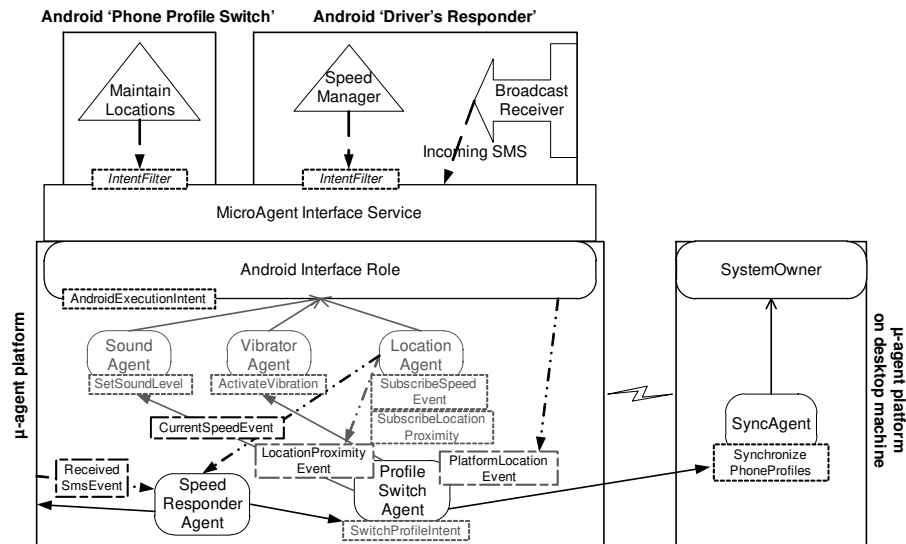 Android 'Phone Profile Switch'
Android 'Driver's Responder'
Maintain
Locations
Speed
Manager
Broadcast
Receiver
Incoming SMS
IntentFilter
IntentFilter
MicroAgent Interface Service
Android Interface Role
SystemOwner
AndroidExecutionIntent
Sound
Agent
Vibrator
Agent
Location
Agent
SetSoundLevel
ActivateVibration
SubscribeSpeed
Event
SubscribeLocation
Proximity
CurrentSpeedEvent
LocationProximity
Event
PlatformLocation
Event
SyncAgent
Synchronize
PhoneProfiles
Received
SmsEvent
Speed
Responder
Agent
Profile
Switch
Agent
SwitchProfileIntent
µ-agent platform
µ-agent platform
on desktop machine